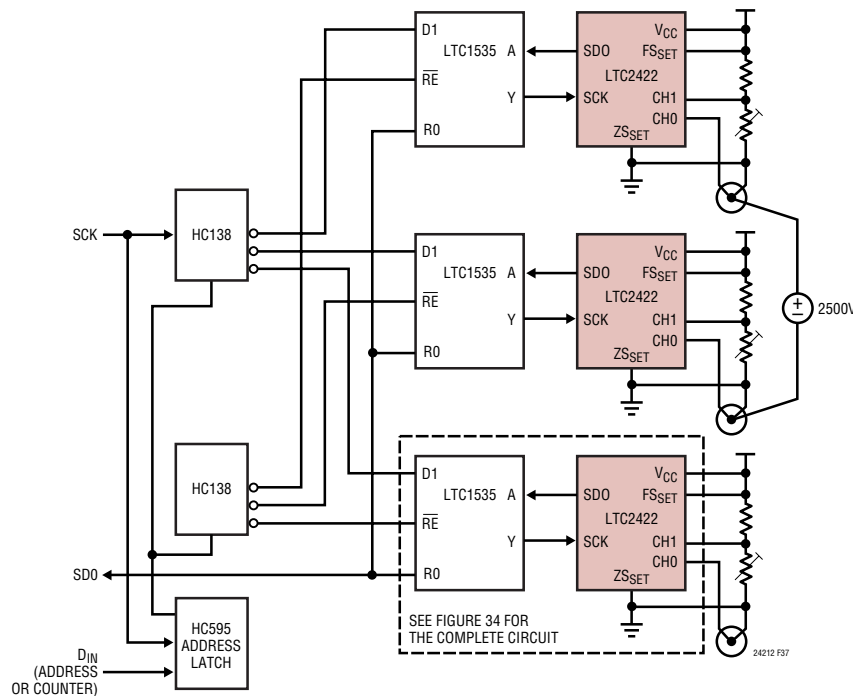 D1
LTC1535 A
RE
Y
R0
SDO
LTC2422
SCK
VCC
FSSET
CH1
CH0
ZSSET
SCK
HC138
D1
LTC1535 A
RE
Y
R0
SDO
LTC2422
SCK
VCC
FSSET
CH1
CH0
ZSSET
2500V
HC138
D1
LTC1535 A
RE
Y
R0
SDO
LTC2422
SCK
VCC
FSSET
CH1
CH0
ZSSET
SEE FIGURE 34 FOR
THE COMPLETE CIRCUIT
SD0
HC595
ADDRESS
LATCH
DIN
(ADDRESS
OR COUNTER)
24212 F37